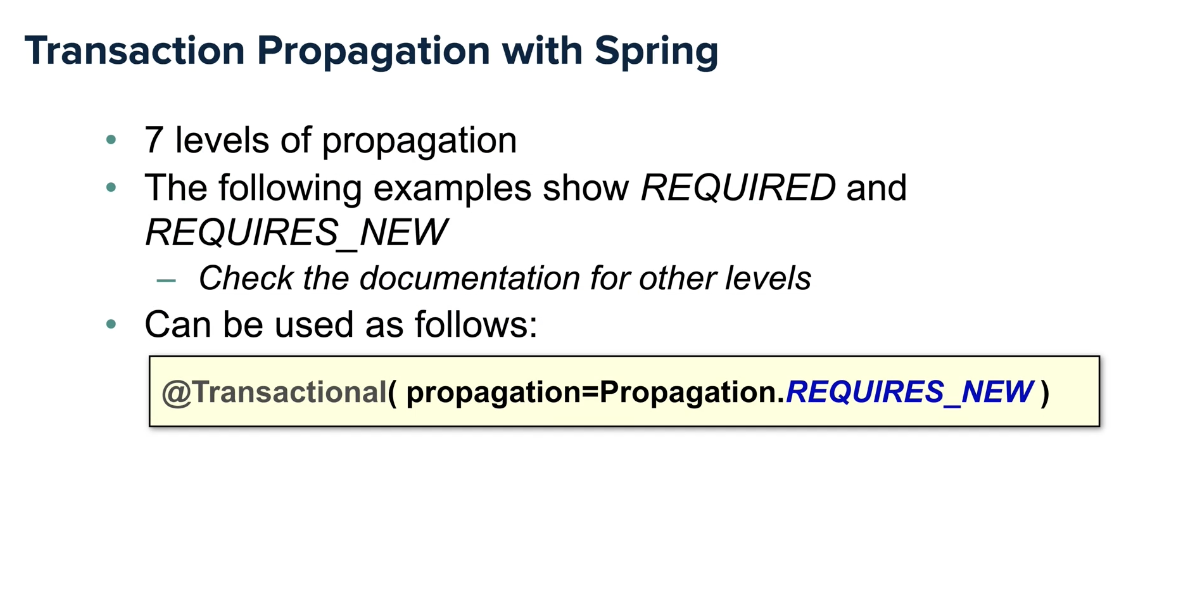 Transaction Propagation with Spring
• 7 levels of propagation
• The following examples show REQUIRED and
REQUIRES_NEW
– Check the documentation for other levels
• Can be used as follows:
@Transactional( propagation=Propagation.REQUIRES_NEW )